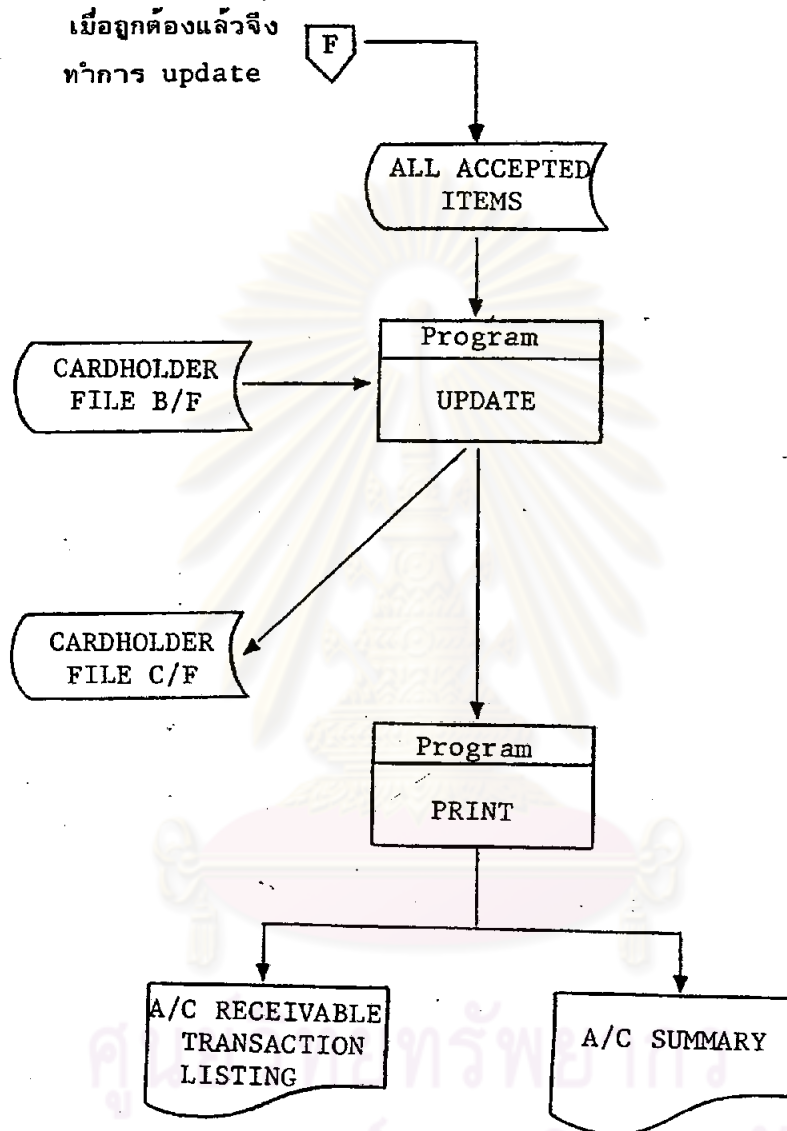 เมื่อถูกต้องแล้วจึง
ทำการ update
F
ALL ACCEPTED
ITEMS
Program
UPDATE
CARDHOLDER
FILE B/F
CARDHOLDER
FILE C/F
Program
PRINT
A/C RECEIVABLE
TRANSACTION
LISTING
A/C SUMMARY